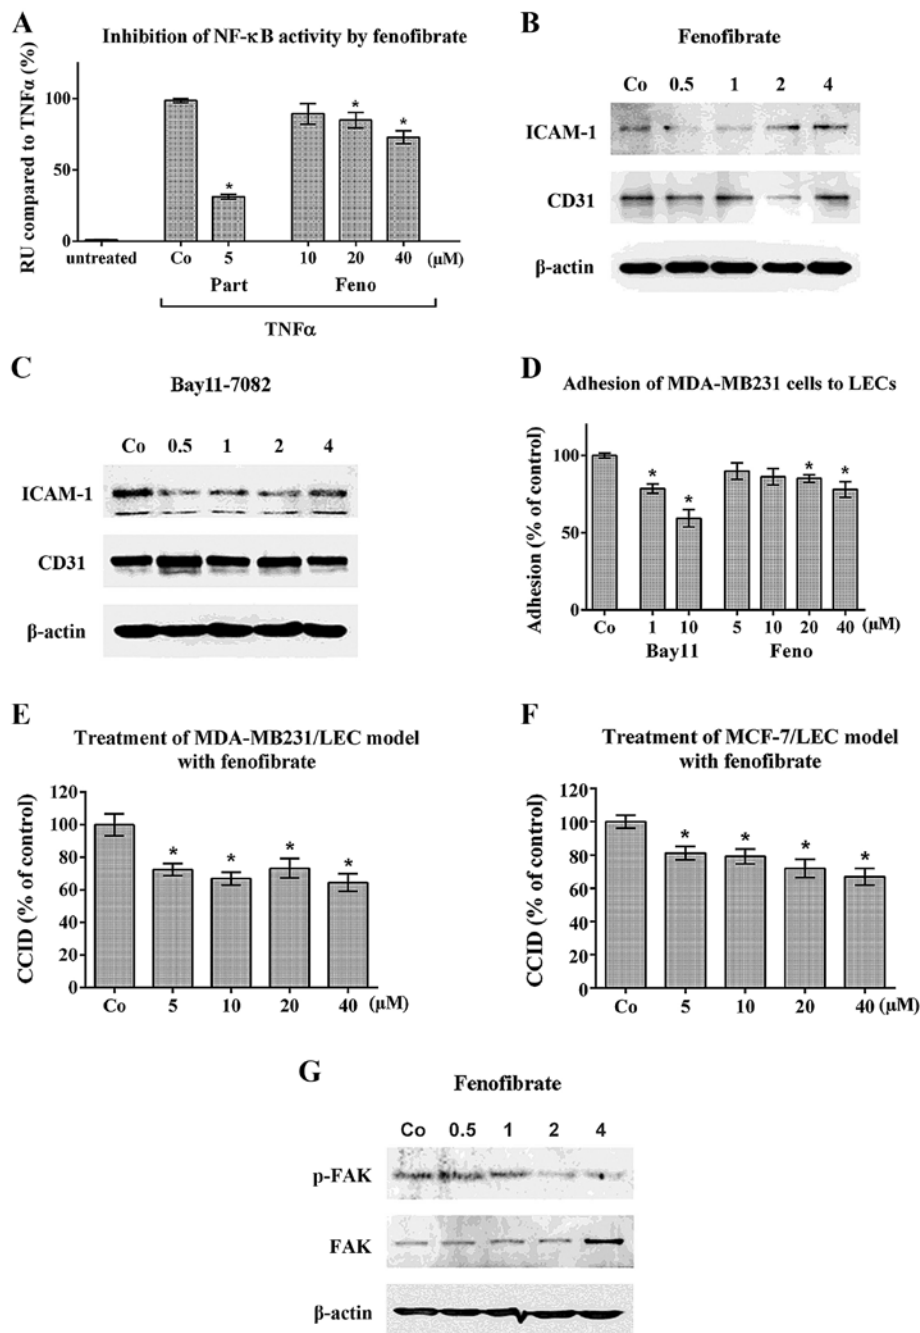 A
Inhibition of NF-κB activity by fenofibrate
RU compared to TNFα (%)
100
50
0
untreated Co 5 10 20 40 (µM)
Part Feno
TNFα
B
Fenofibrate
Co 0.5 1 2 4
ICAM-1
CD31
β-actin
C
Bay11-7082
Co 0.5 1 2 4
ICAM-1
CD31
β-actin
D
Adhesion of MDA-MB231 cells to LECs
Adhesion (% of control)
100
50
0
Co 1 10 5 10 20 40 (µM)
Bay11 Feno
* * * *
E
Treatment of MDA-MB231/LEC model
with fenofibrate
CCID (% of control)
120
100
80
60
40
20
0
Co 5 10 20 40 (µM)
* * * *
F
Treatment of MCF-7/LEC model
with fenofibrate
CCID (% of control)
120
100
80
60
40
20
0
Co 5 10 20 40 (µM)
* * * *
G
Fenofibrate
Co 0.5 1 2 4
p-FAK
FAK
β-actin